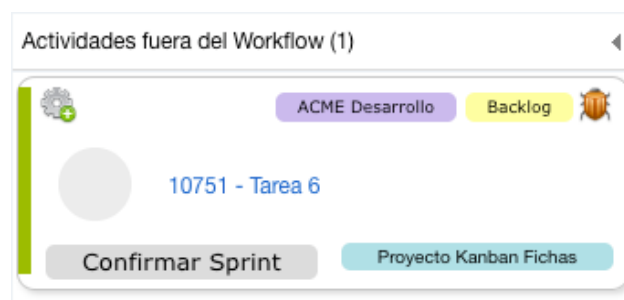 Actividades fuera del Workflow (1)
ACME Desarrollo Backlog
10751 - Tarea 6
Confirmar Sprint Proyecto Kanban Fichas